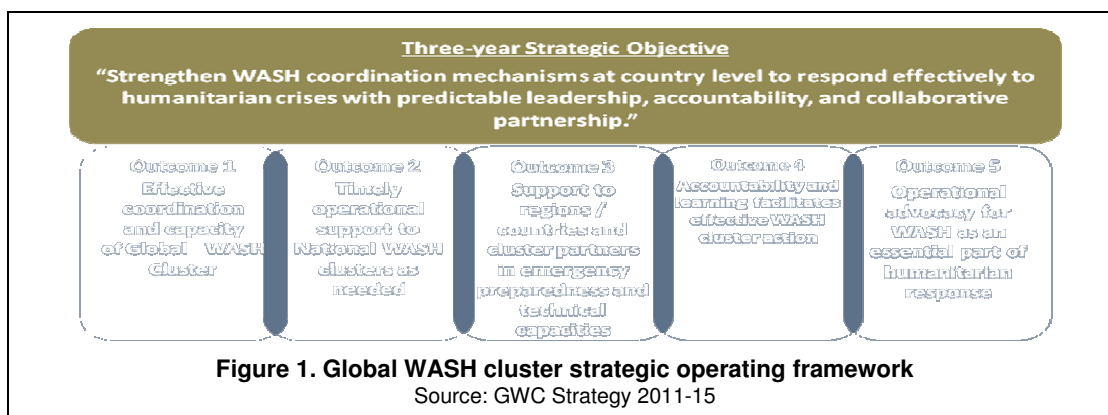 Three-year Strategic Objective
“Strengthen WASH coordination mechanisms at country level to respond effectively to
humanitarian crises with predictable leadership, accountability, and collaborative
partnership.”
Outcome 1
Effective
coordination
and capacity
of Global WASH
Cluster
Outcome 2
Timely
operational
support to
National WASH
clusters as
needed
Outcome 3
Support to
regions /
countries and
cluster partners
in emergency
preparedness and
technical
capacities
Outcome 4
Accountability and
learning facilitates
effective WASH
cluster action
Outcome 5
Operational
advocacy for
WASH as an
essential part of
humanitarian
response
Figure 1. Global WASH cluster strategic operating framework
Source: GWC Strategy 2011-15